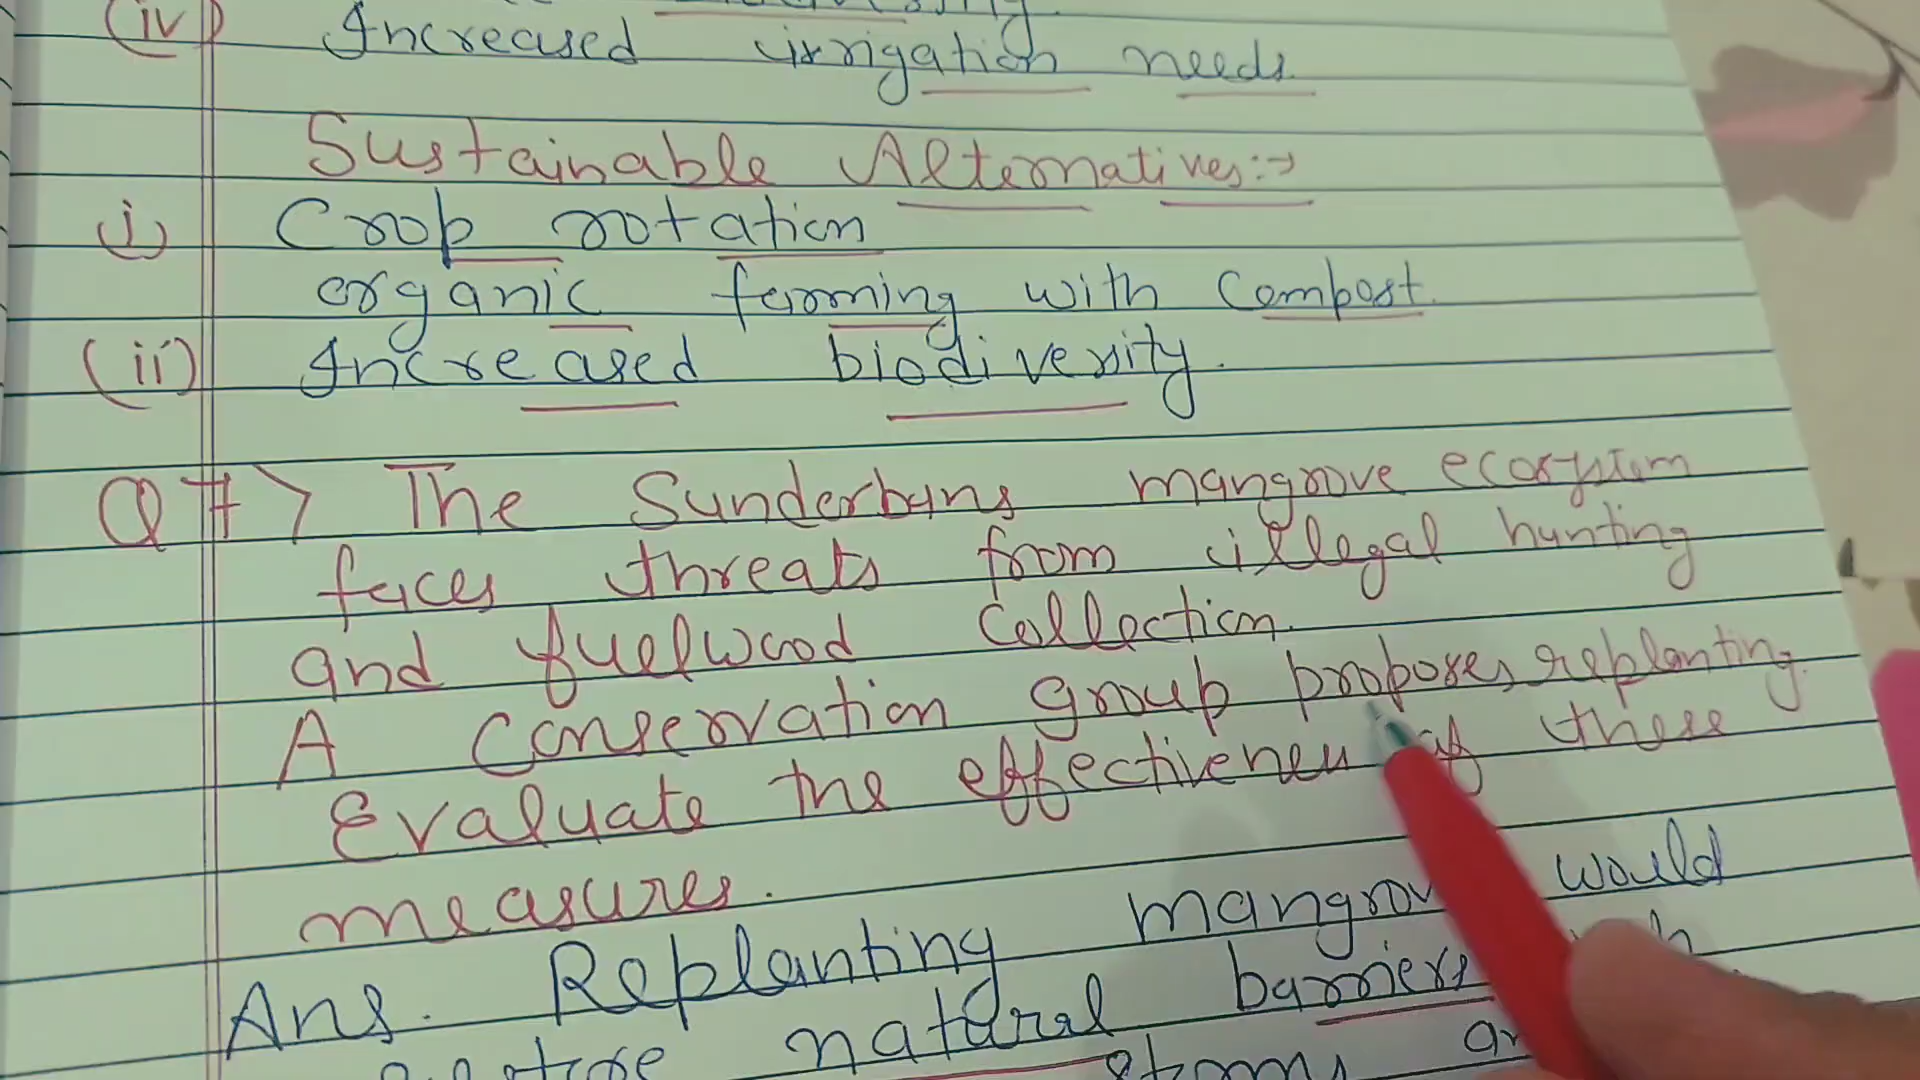 (iv) Increased irrigation needs.
Sustainable Alternatives:→
i) Crop rotation
organic farming with compost.
(ii) Increased biodiversity.
Q 7> The Sunderbans mangrove ecosystem
faces threats from illegal hunting
and fuelwood collection.
A conservation group proposes replanting.
Evaluate the effectiveness of these
measures.
Ans. Replanting would
natural barriers